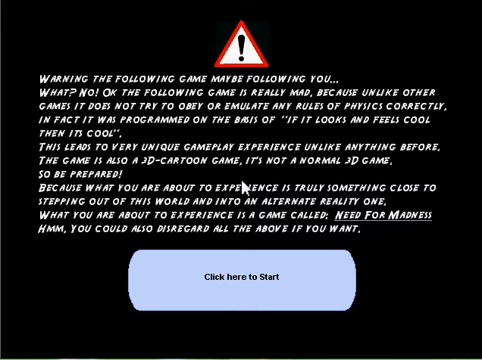 Warning the following game maybe following you...
What? No! Ok the following game is really mad, because unlike other
games it does not try to obey or emulate any rules of physics correctly,
in fact it was programmed on the basis of "if it looks and feels cool
then its cool".
This leads to very unique gameplay experience unlike anything before.
The game is also a 3D-cartoon game, it's not a normal 3D game.
So be prepared!
Because what you are about to experience is truly something close to
stepping out of this world and into an alternate reality one.
What you are about to experience is a game called: Need For Madness
Hmm, You could also disregard all the above if you want.
Click here to Start